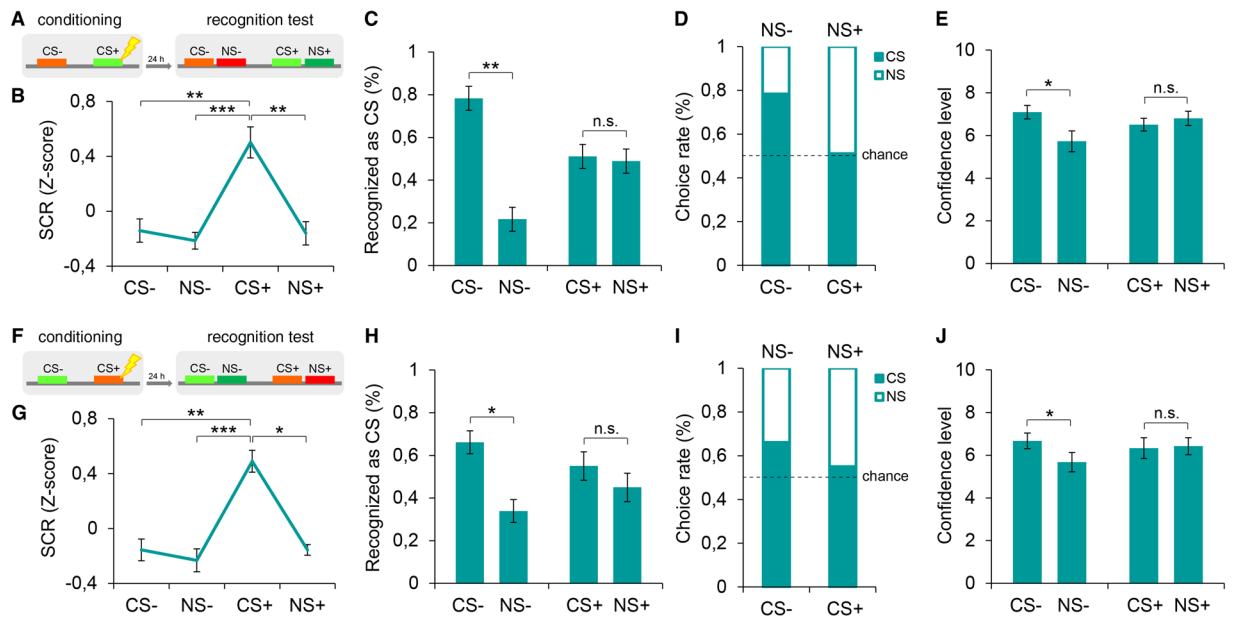 A
conditioning
recognition test
CS-
CS+
24 h
CS-
NS-
CS+
NS+
B
SCR (Z-score)
0,8
0,4
0
-0,4
**
***
**
CS-
NS-
CS+
NS+
C
Recognized as CS (%)
1
0,8
0,6
0,4
0,2
0
**
n.s.
CS-
NS-
CS+
NS+
D
NS-
NS+
Choice rate (%)
1
0,8
0,6
0,4
0,2
0
CS
NS
chance
CS-
CS+
E
Confidence level
10
8
6
4
2
0
*
n.s.
CS-
NS-
CS+
NS+
F
conditioning
recognition test
CS-
CS+
24 h
CS-
NS-
CS+
NS+
G
SCR (Z-score)
0,8
0,4
0
-0,4
**
***
*
CS-
NS-
CS+
NS+
H
Recognized as CS (%)
1
0,8
0,6
0,4
0,2
0
*
n.s.
CS-
NS-
CS+
NS+
I
NS-
NS+
Choice rate (%)
1
0,8
0,6
0,4
0,2
0
CS
NS
chance
CS-
CS+
J
Confidence level
10
8
6
4
2
0
*
n.s.
CS-
NS-
CS+
NS+